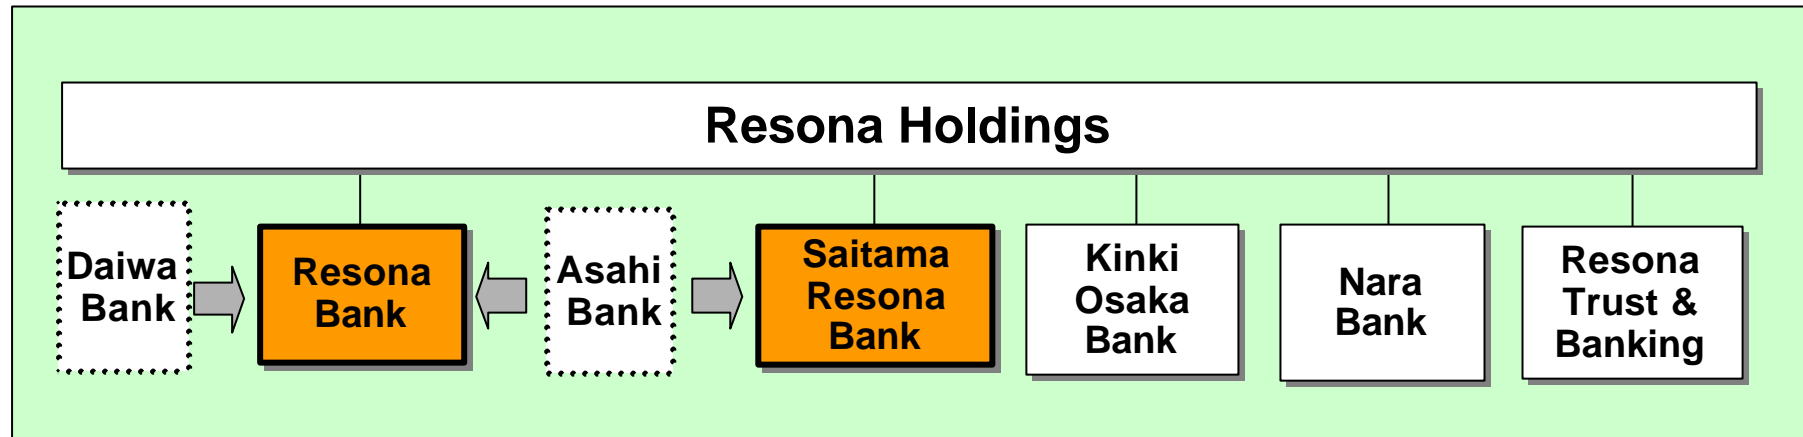 Resona Holdings
Daiwa
Bank
Resona
Bank
Asahi
Bank
Saitama
Resona
Bank
Kinki
Osaka
Bank
Nara
Bank
Resona
Trust &
Banking